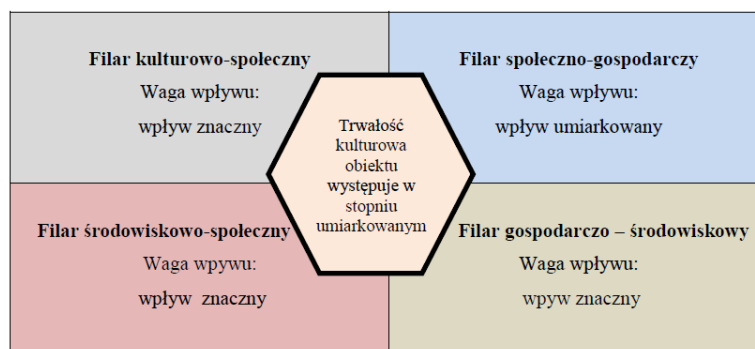 Filar kulturowo-społeczny
Waga wpływu:
wpływ znaczny
Filar społeczno-gospodarczy
Waga wpływu:
wpływ umiarkowany
Trwałość
kulturowa
obiektu
występuje w
stopniu
umiarkowanym
Filar środowiskowo-społeczny
Waga wpywu:
wpływ  znaczny
Filar gospodarczo – środowiskowy
Waga wpływu:
wpyw znaczny